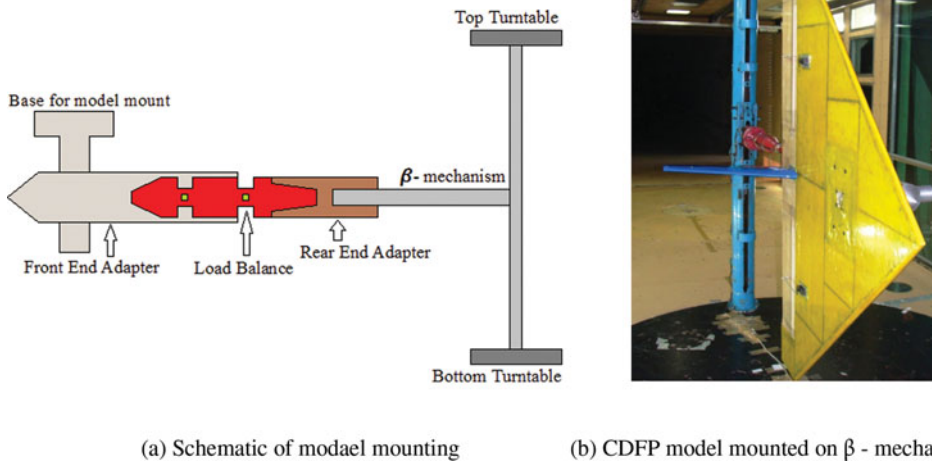 Top Turntable
Base for model mount
β- mechanism
Front End Adapter
Load Balance
Rear End Adapter
Bottom Turntable
(a) Schematic of modael mounting
(b) CDFP model mounted on β - mecha